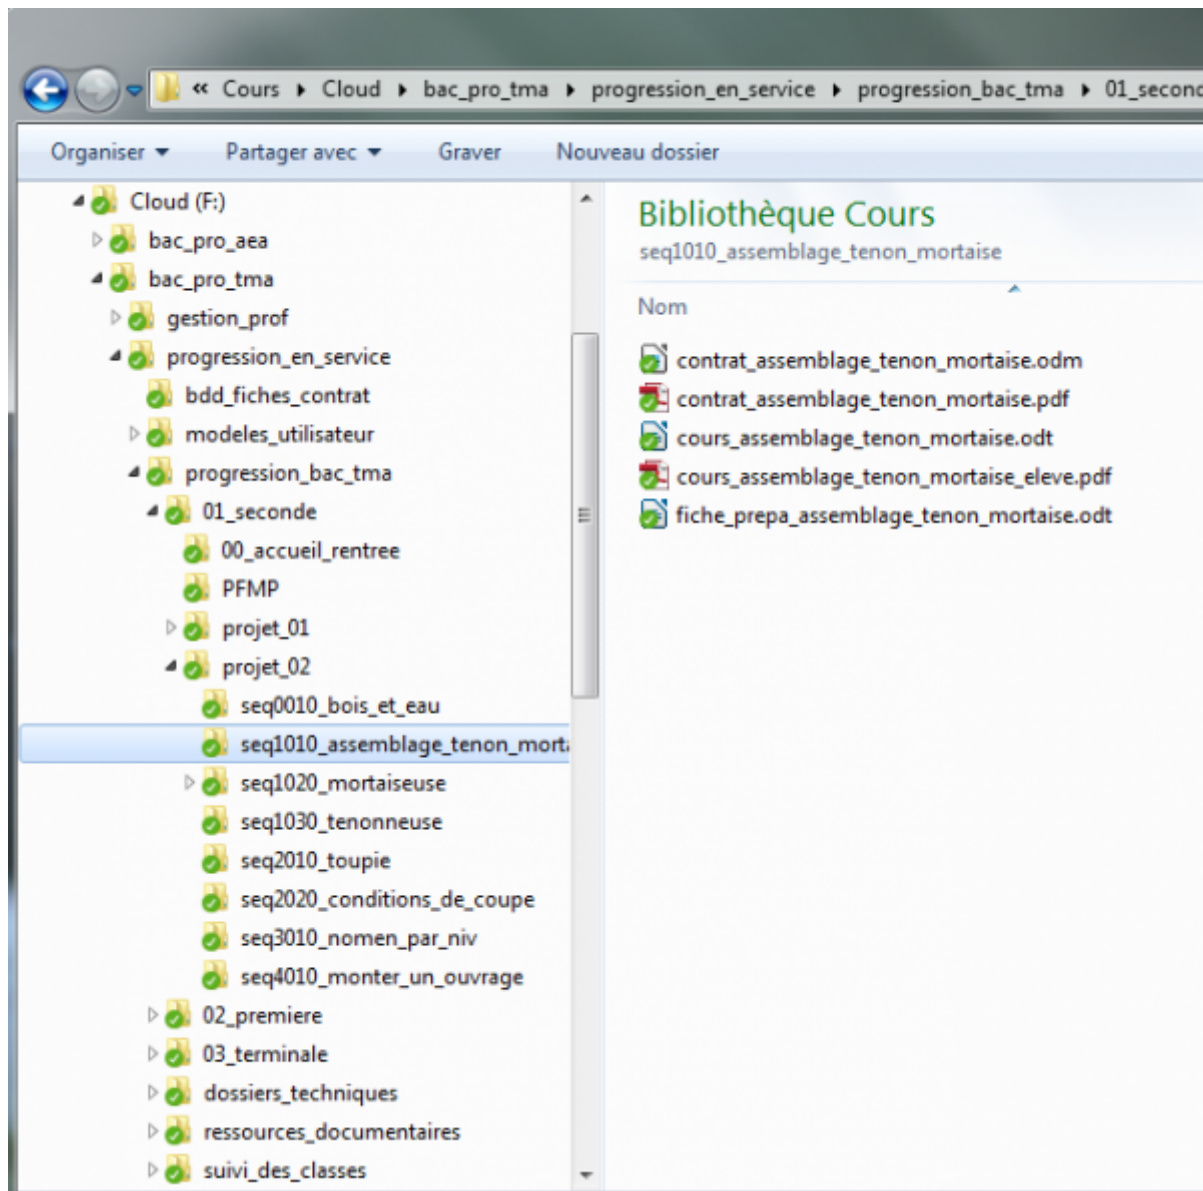 « Cours ▸ Cloud ▸ bac_pro_tma ▸ progression_en_service ▸ progression_bac_tma ▸ 01_second
Organiser Partager avec Graver Nouveau dossier
Cloud (F:)
bac_pro_aea
bac_pro_tma
gestion_prof
progression_en_service
bdd_fiches_contrat
modeles_utilisateur
progression_bac_tma
01_seconde
00_accueil_rentree
PFMP
projet_01
projet_02
seq0010_bois_et_eau
seq1010_assemblage_tenon_morta
seq1020_mortaiseuse
seq1030_tenonneuse
seq2010_toupie
seq2020_conditions_de_coupe
seq3010_nomen_par_niv
seq4010_monter_un_ouvrage
02_premiere
03_terminale
dossiers_techniques
ressources_documentaires
suivi_des_classes
Bibliothèque Cours
seq1010_assemblage_tenon_mortaise
Nom
contrat_assemblage_tenon_mortaise.odm
contrat_assemblage_tenon_mortaise.pdf
cours_assemblage_tenon_mortaise.odt
cours_assemblage_tenon_mortaise_eleve.pdf
fiche_prepa_assemblage_tenon_mortaise.odt